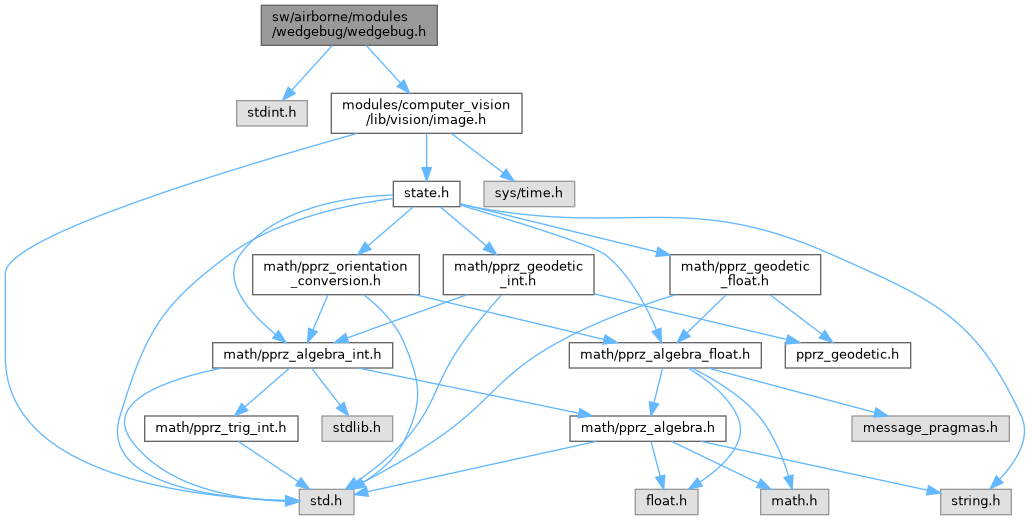 sw/airborne/modules
/wedgebug/wedgebug.h
stdint.h
modules/computer_vision
/lib/vision/image.h
state.h
sys/time.h
math/pprz_orientation
_conversion.h
math/pprz_geodetic
_int.h
math/pprz_geodetic
_float.h
math/pprz_algebra_int.h
math/pprz_algebra_float.h
pprz_geodetic.h
math/pprz_trig_int.h
stdlib.h
math/pprz_algebra.h
message_pragmas.h
std.h
float.h
math.h
string.h